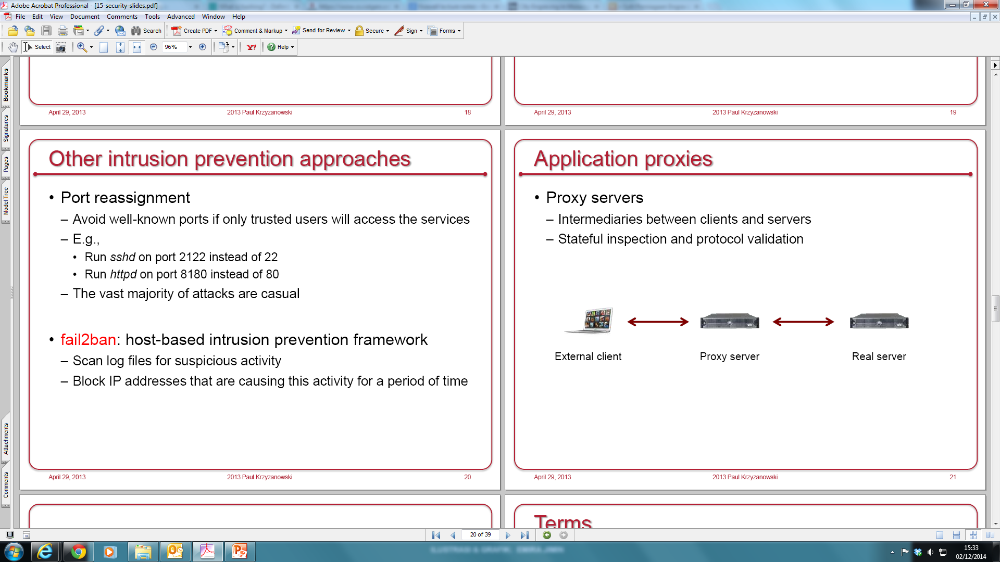 Adobe Acrobat Professional - [15-security-slides.pdf]
File Edit View Document Comments Tools Advanced Window Help
Search Create PDF Comment & Markup Send for Review Secure Sign Forms
Select 96% Y! Help
Bookmarks
Signatures
Pages
Model Tree
Attachments
Comments
April 29, 2013 2013 Paul Krzyzanowski 18
April 29, 2013 2013 Paul Krzyzanowski 19
Other intrusion prevention approaches
• Port reassignment
– Avoid well-known ports if only trusted users will access the services
– E.g.,
• Run sshd on port 2122 instead of 22
• Run httpd on port 8180 instead of 80
– The vast majority of attacks are casual
• fail2ban: host-based intrusion prevention framework
– Scan log files for suspicious activity
– Block IP addresses that are causing this activity for a period of time
April 29, 2013 2013 Paul Krzyzanowski 20
Application proxies
• Proxy servers
– Intermediaries between clients and servers
– Stateful inspection and protocol validation
External client Proxy server Real server
April 29, 2013 2013 Paul Krzyzanowski 21
Terms
20 of 39
15:33
02/12/2014